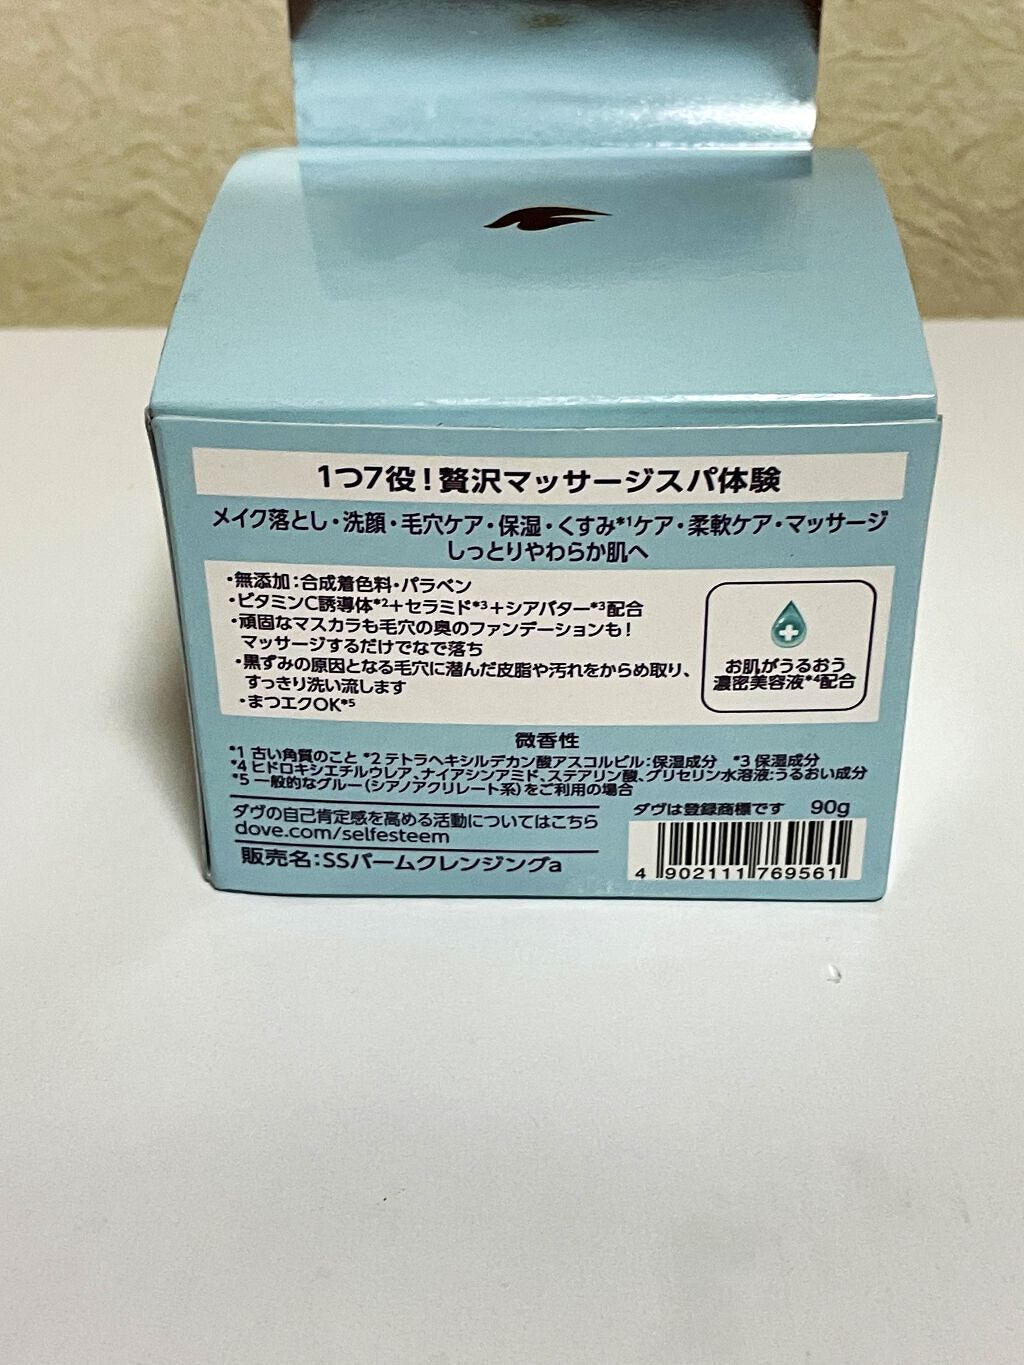 1つ7役!贅沢マッサージスパ体験
メイク落とし・洗顔・毛穴ケア・保湿・くすみ*1ケア・柔軟ケア・マッサージ
しっとりやわらか肌へ
・無添加:合成着色料・パラベン
・ビタミンC誘導体*2+セラミド*3+シアバター*3配合
・頑固なマスカラも毛穴の奥のファンデーションも!
マッサージするだけでなで落ち
・黒ずみの原因となる毛穴に潜んだ皮脂や汚れをからめ取り、
すっきり洗い流します
・まつエクOK*5
お肌がうるおう
濃密美容液*4配合
微香性
*1 古い角質のこと *2 テトラヘキシルデカン酸アスコルビル:保湿成分 *3 保湿成分
*4 ヒドロキシエチルウレア、ナイアシンアミド、ステアリン酸、グリセリン水溶液:うるおい成分
*5 一般的なグルー(シアノアクリレート系)をご利用の場合
ダヴの自己肯定感を高める活動についてはこちら
dove.com/selfesteem
販売名:SSバームクレンジングa
ダヴは登録商標です 90g
4 902111 769561